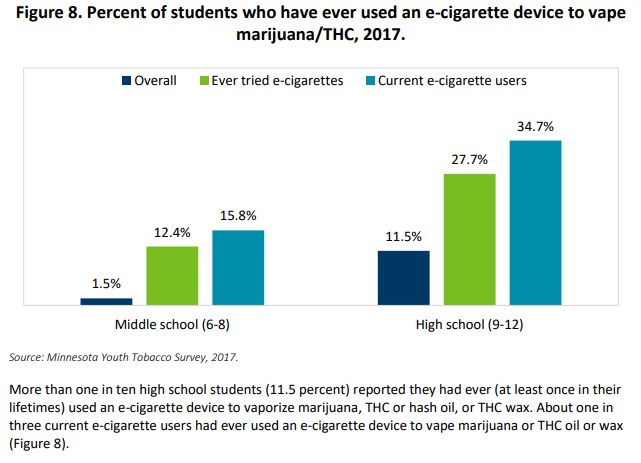 Figure 8. Percent of students who have ever used an e-cigarette device to vape
marijuana/THC, 2017.
Overall Ever tried e-cigarettes Current e-cigarette users
34.7%
27.7%
15.8%
12.4%
11.5%
1.5%
Middle school (6-8) High school (9-12)
Source: Minnesota Youth Tobacco Survey, 2017.
More than one in ten high school students (11.5 percent) reported they had ever (at least once in their
lifetimes) used an e-cigarette device to vaporize marijuana, THC or hash oil, or THC wax. About one in
three current e-cigarette users had ever used an e-cigarette device to vape marijuana or THC oil or wax
(Figure 8).